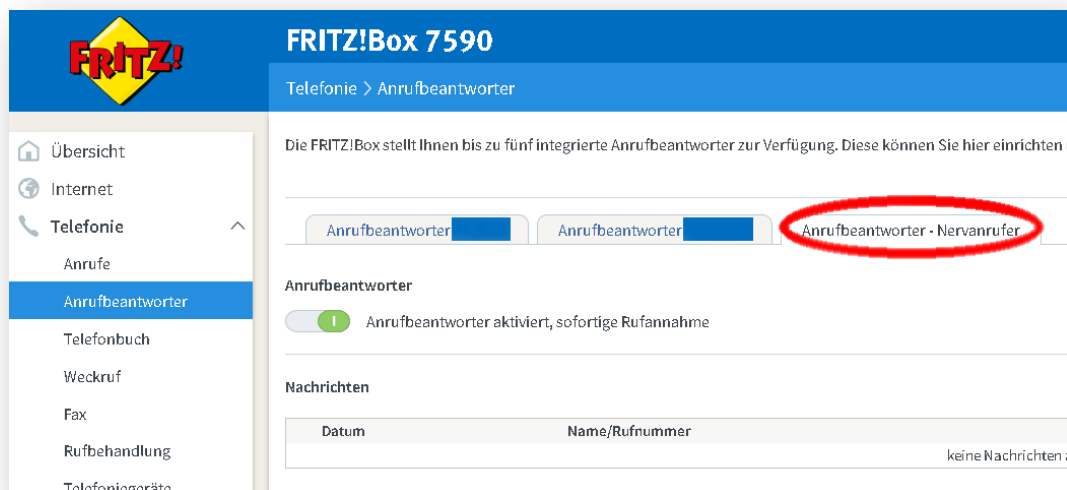 FRITZ!
FRITZ!Box 7590
Telefonie > Anrufbeantworter
Übersicht
Internet
Telefonie
Anrufe
Anrufbeantworter
Telefonbuch
Weckruf
Fax
Rufbehandlung
Telefoniegeräte
Die FRITZ!Box stellt Ihnen bis zu fünf integrierte Anrufbeantworter zur Verfügung. Diese können Sie hier einrichten
Anrufbeantworter Anrufbeantworter Anrufbeantworter - Nervanrufer
Anrufbeantworter
Anrufbeantworter aktiviert, sofortige Rufannahme
Nachrichten
Datum Name/Rufnummer
keine Nachrichten